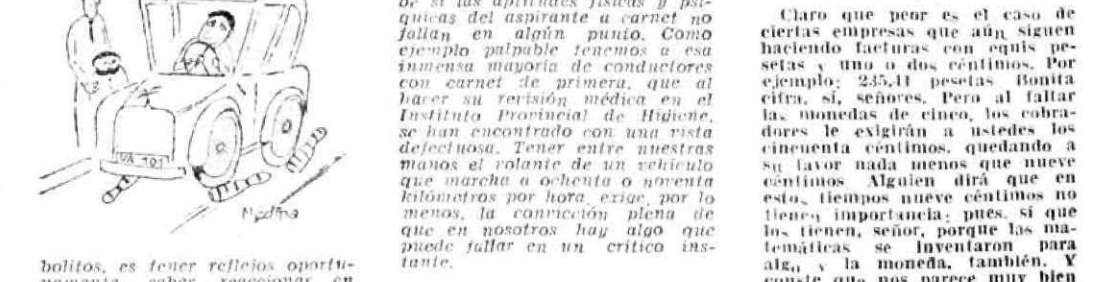 VA 101
Medina
bolitos, es tener reflejos oportu-
namente, saber reaccionar en
o, si las aptitudes físicas y psí-
quicas del aspirante a carnet no
fallan en algún punto. Como
ejemplo palpable tenemos a esa
inmensa mayoría de conductores
con carnet de primera, que al
hacer su revisión médica en el
Instituto Provincial de Higiene,
se han encontrado con una vista
defectuosa. Tener entre nuestras
manos el volante de un vehículo
que marcha a ochenta o noventa
kilómetros por hora, exige, por lo
menos, la convicción plena de
que en nosotros hay algo que
puede fallar en un crítico ins-
tante.
Claro que peor es el caso de
ciertas empresas que aún siguen
haciendo facturas con equis pe-
setas y uno o dos céntimos. Por
ejemplo: 235,41 pesetas Bonita
cifra, sí, señores. Pero al faltar
las monedas de cinco, los cobra-
dores le exigirán a ustedes los
cincuenta céntimos, quedando a
su favor nada menos que nueve
céntimos Alguien dirá que en
estos tiempos nueve céntimos no
tienen importancia; pues, sí que
los tienen, señor, porque las ma-
temáticas se inventaron para
algo y la moneda, también. Y
conste que nos parece muy bien